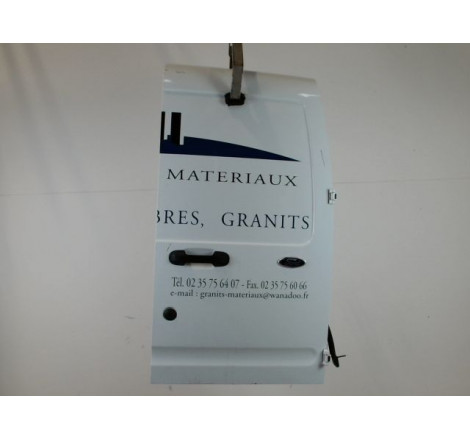 MATERIAUX
BRES, GRANITS
Tél. 02 35 75 64 07 - Fax. 02 35 75 60 66
e-mail : granits-materiaux@wanadoo.fr